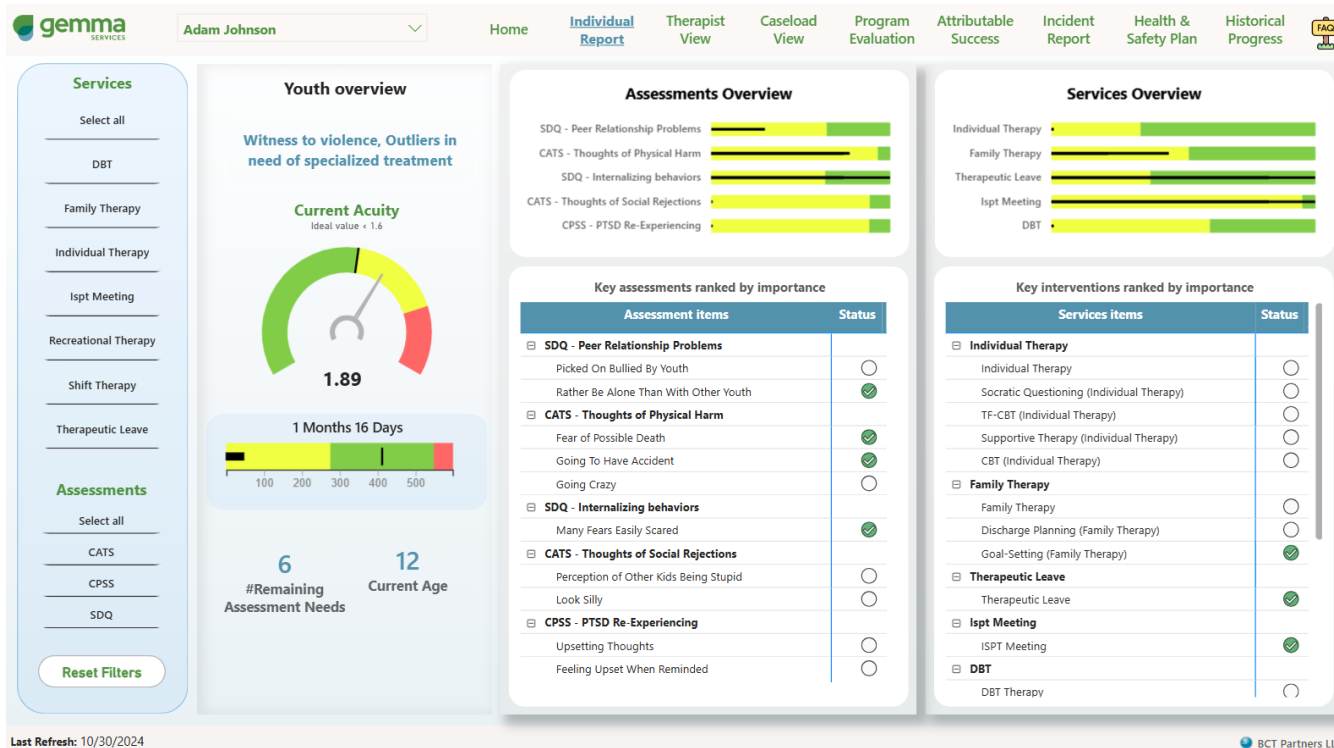 gemma
SERVICES
Adam Johnson
Home
Individual
Report
Therapist
View
Caseload
View
Program
Evaluation
Attributable
Success
Incident
Report
Health &
Safety Plan
Historical
Progress
FAQ
Services
Select all
DBT
Family Therapy
Individual Therapy
Ispt Meeting
Recreational Therapy
Shift Therapy
Therapeutic Leave
Assessments
Select all
CATS
CPSS
SDQ
Reset Filters
Youth overview
Witness to violence, Outliers in
need of specialized treatment
Current Acuity
Ideal value < 1.6
1.89
1 Months 16 Days
100 200 300 400 500
6
#Remaining
Assessment Needs
12
Current Age
Assessments Overview
SDQ - Peer Relationship Problems
CATS - Thoughts of Physical Harm
SDQ - Internalizing behaviors
CATS - Thoughts of Social Rejections
CPSS - PTSD Re-Experiencing
Key assessments ranked by importance
Assessment items Status
SDQ - Peer Relationship Problems
Picked On Bullied By Youth
Rather Be Alone Than With Other Youth
CATS - Thoughts of Physical Harm
Fear of Possible Death
Going To Have Accident
Going Crazy
SDQ - Internalizing behaviors
Many Fears Easily Scared
CATS - Thoughts of Social Rejections
Perception of Other Kids Being Stupid
Look Silly
CPSS - PTSD Re-Experiencing
Upsetting Thoughts
Feeling Upset When Reminded
Services Overview
Individual Therapy
Family Therapy
Therapeutic Leave
Ispt Meeting
DBT
Key interventions ranked by importance
Services items Status
Individual Therapy
Individual Therapy
Socratic Questioning (Individual Therapy)
TF-CBT (Individual Therapy)
Supportive Therapy (Individual Therapy)
CBT (Individual Therapy)
Family Therapy
Family Therapy
Discharge Planning (Family Therapy)
Goal-Setting (Family Therapy)
Therapeutic Leave
Therapeutic Leave
Ispt Meeting
ISPT Meeting
DBT
DBT Therapy
Last Refresh: 10/30/2024
BCT Partners